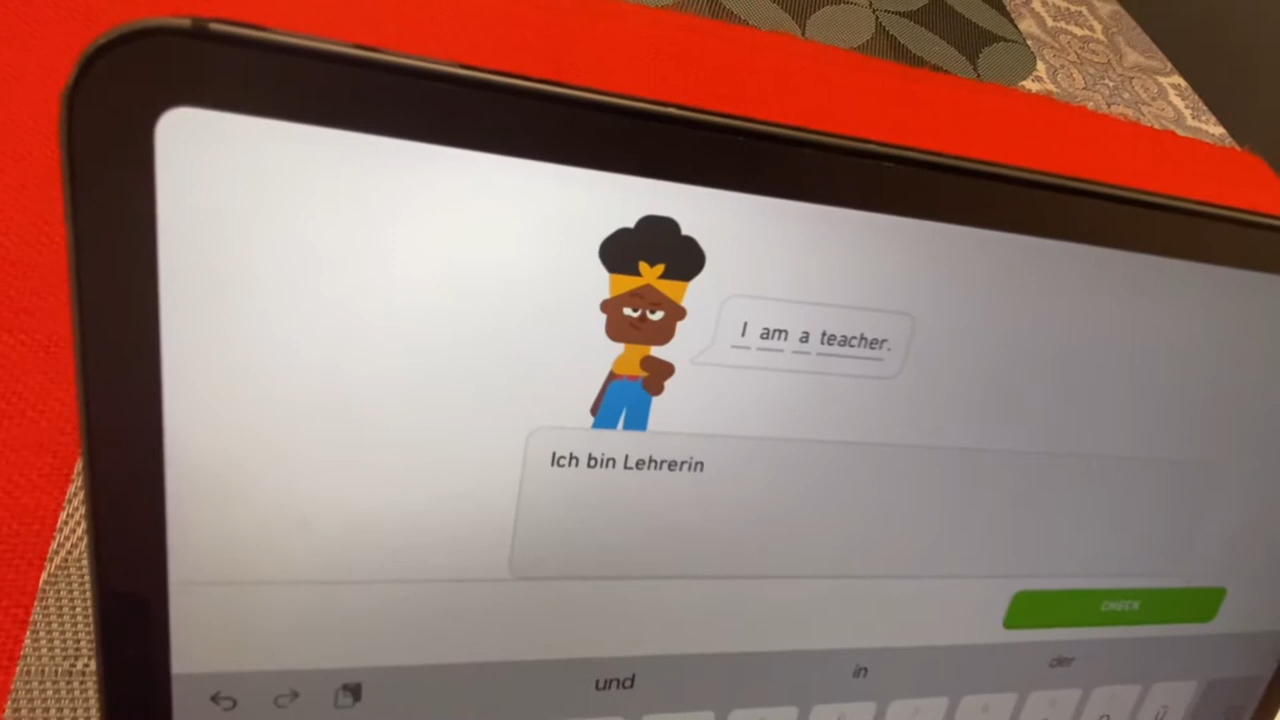 I am a teacher.
Ich bin Lehrerin
CHECK
und in der